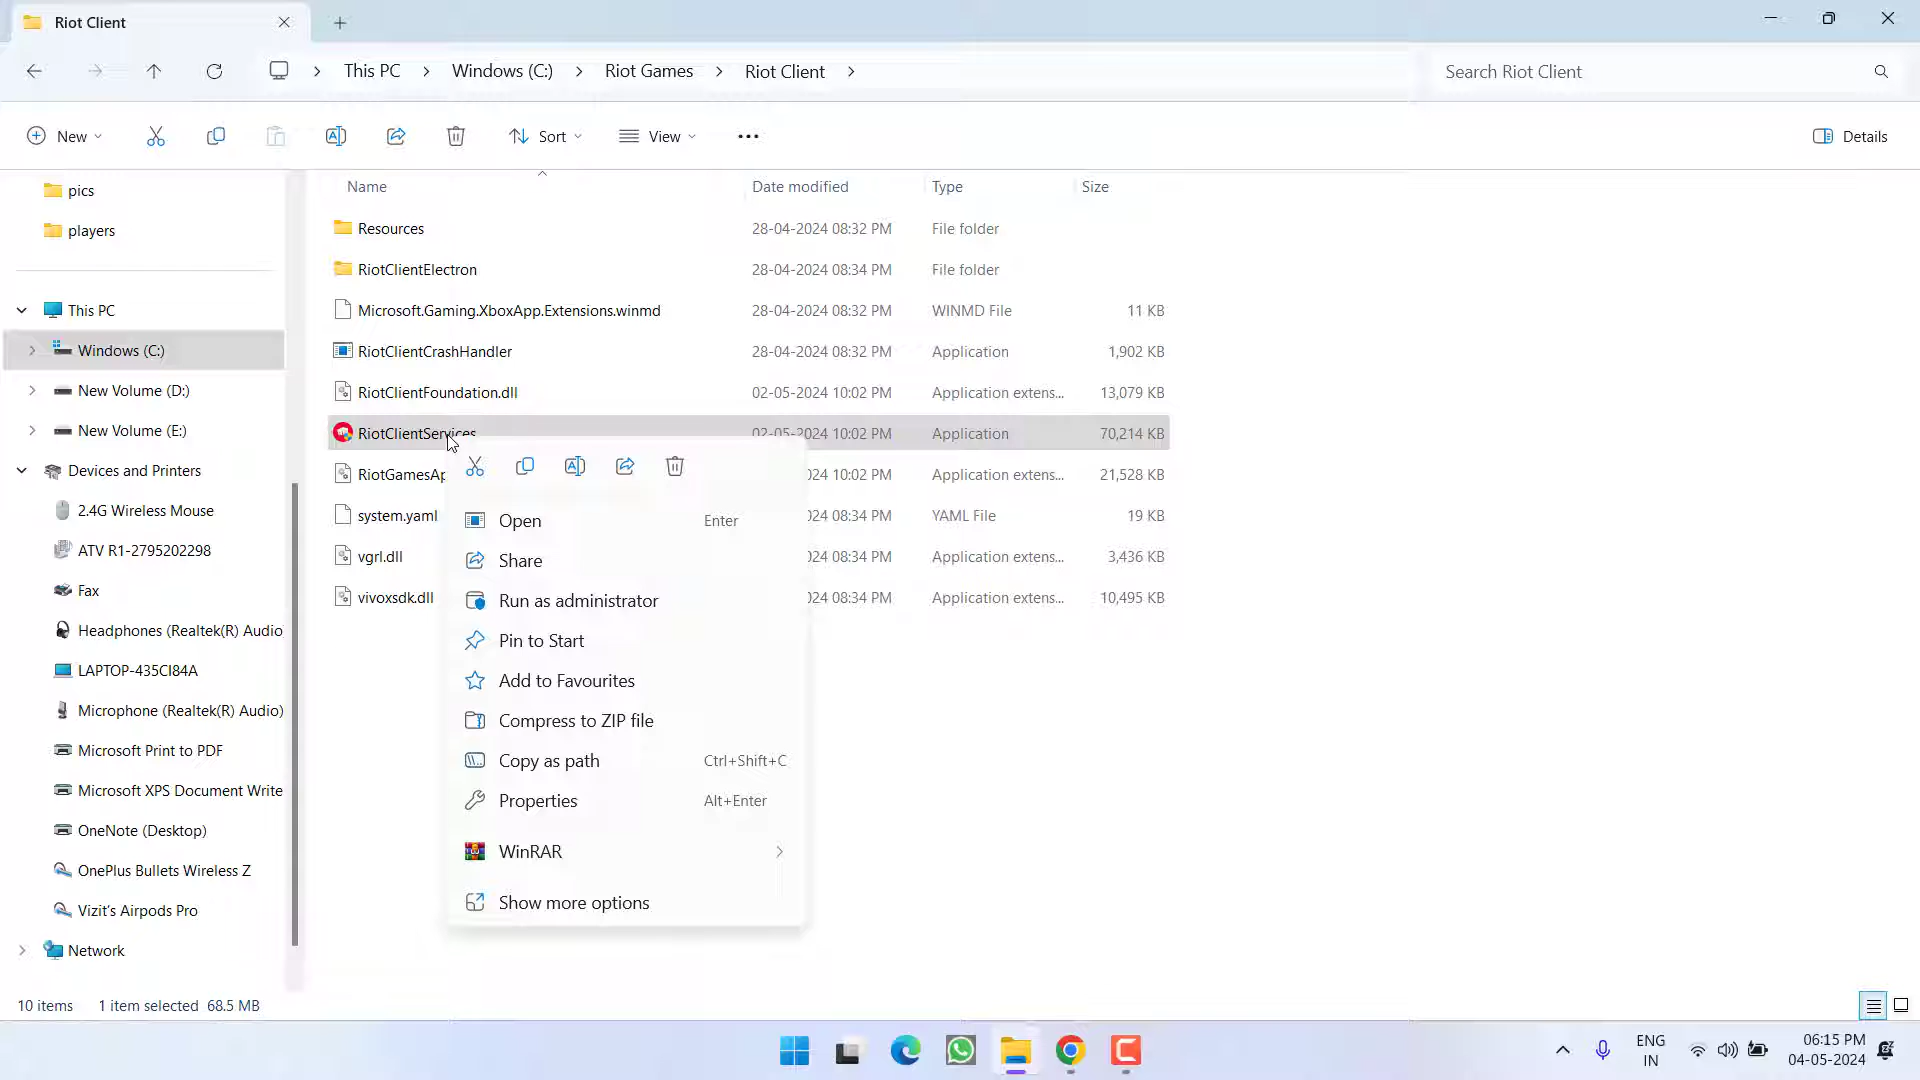 Riot Client
This PC
Windows (C:)
Riot Games
Riot Client
Search Riot Client
New
Sort
View
Details
pics
players
This PC
Windows (C:)
New Volume (D:)
New Volume (E:)
Devices and Printers
2.4G Wireless Mouse
ATV R1-2795202298
Fax
Headphones (Realtek(R) Audio
LAPTOP-435CI84A
Microphone (Realtek(R) Audio)
Microsoft Print to PDF
Microsoft XPS Document Write
OneNote (Desktop)
OnePlus Bullets Wireless Z
Vizit's Airpods Pro
Network
Name Date modified Type Size
Resources 28-04-2024 08:32 PM File folder
RiotClientElectron 28-04-2024 08:34 PM File folder
Microsoft.Gaming.XboxApp.Extensions.winmd 28-04-2024 08:32 PM WINMD File 11 KB
RiotClientCrashHandler 28-04-2024 08:32 PM Application 1,902 KB
RiotClientFoundation.dll 02-05-2024 10:02 PM Application extens... 13,079 KB
RiotClientServices 02-05-2024 10:02 PM Application 70,214 KB
RiotGamesAp 024 10:02 PM Application extens... 21,528 KB
system.yaml 024 08:34 PM YAML File 19 KB
vgrl.dll 024 08:34 PM Application extens... 3,436 KB
vivoxsdk.dll 024 08:34 PM Application extens... 10,495 KB
Open Enter
Share
Run as administrator
Pin to Start
Add to Favourites
Compress to ZIP file
Copy as path Ctrl+Shift+C
Properties Alt+Enter
WinRAR
Show more options
10 items 1 item selected 68.5 MB
ENG
IN
06:15 PM
04-05-2024